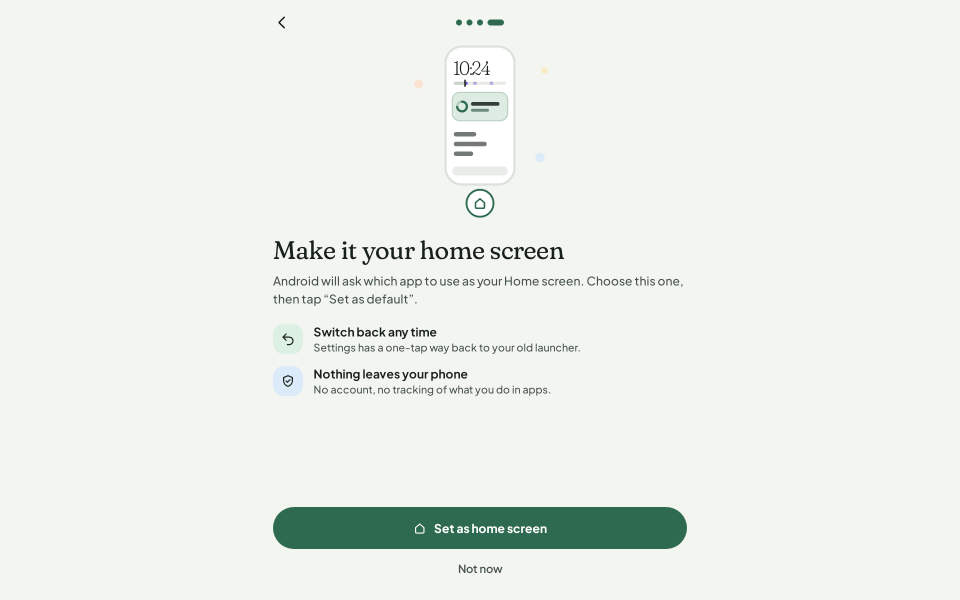 10:24
Make it your home screen
Android will ask which app to use as your Home screen. Choose this one,
then tap “Set as default”.
Switch back any time
Settings has a one-tap way back to your old launcher.
Nothing leaves your phone
No account, no tracking of what you do in apps.
Set as home screen
Not now